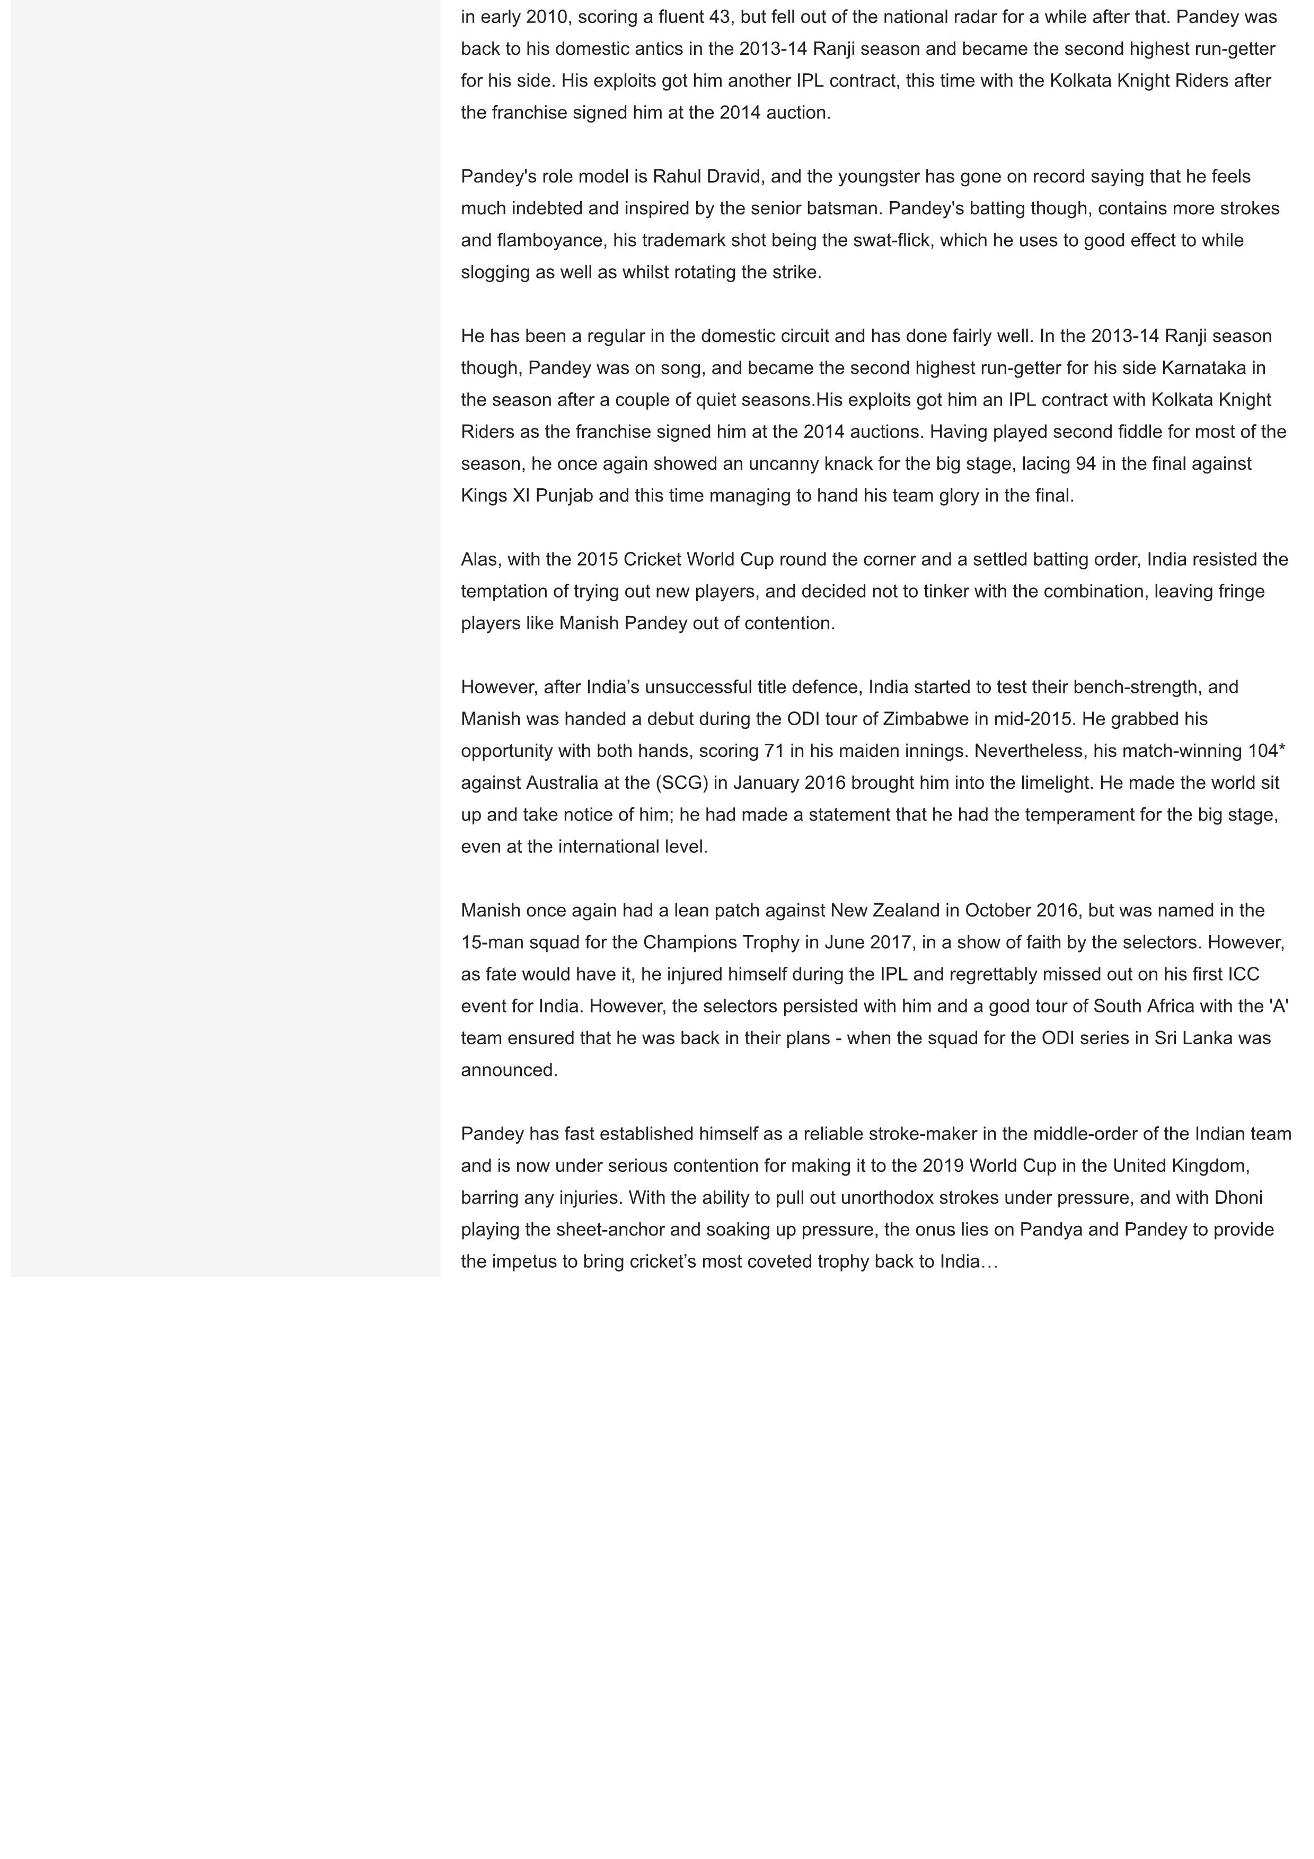 in early 2010, scoring a fluent 43, but fell out of the national radar for a while after that. Pandey was
back to his domestic antics in the 2013-14 Ranji season and became the second highest run-getter
for his side. His exploits got him another IPL contract, this time with the Kolkata Knight Riders after
the franchise signed him at the 2014 auction.

Pandey's role model is Rahul Dravid, and the youngster has gone on record saying that he feels
much indebted and inspired by the senior batsman. Pandey's batting though, contains more strokes
and flamboyance, his trademark shot being the swat-flick, which he uses to good effect to while
slogging as well as whilst rotating the strike.

He has been a regular in the domestic circuit and has done fairly well. In the 2013-14 Ranji season
though, Pandey was on song, and became the second highest run-getter for his side Karnataka in
the season after a couple of quiet seasons.His exploits got him an IPL contract with Kolkata Knight
Riders as the franchise signed him at the 2014 auctions. Having played second fiddle for most of the
season, he once again showed an uncanny knack for the big stage, lacing 94 in the final against
Kings XI Punjab and this time managing to hand his team glory in the final.

Alas, with the 2015 Cricket World Cup round the corner and a settled batting order, India resisted the
temptation of trying out new players, and decided not to tinker with the combination, leaving fringe
players like Manish Pandey out of contention.

However, after India’s unsuccessful title defence, India started to test their bench-strength, and
Manish was handed a debut during the ODI tour of Zimbabwe in mid-2015. He grabbed his
opportunity with both hands, scoring 71 in his maiden innings. Nevertheless, his match-winning 104*
against Australia at the (SCG) in January 2016 brought him into the limelight. He made the world sit
up and take notice of him; he had made a statement that he had the temperament for the big stage,
even at the international level.

Manish once again had a lean patch against New Zealand in October 2016, but was named in the
15-man squad for the Champions Trophy in June 2017, in a show of faith by the selectors. However,
as fate would have it, he injured himself during the IPL and regrettably missed out on his first ICC
event for India. However, the selectors persisted with him and a good tour of South Africa with the 'A'
team ensured that he was back in their plans - when the squad for the ODI series in Sri Lanka was
announced.

Pandey has fast established himself as a reliable stroke-maker in the middle-order of the Indian team
and is now under serious contention for making it to the 2019 World Cup in the United Kingdom,
barring any injuries. With the ability to pull out unorthodox strokes under pressure, and with Dhoni
playing the sheet-anchor and soaking up pressure, the onus lies on Pandya and Pandey to provide
the impetus to bring cricket’s most coveted trophy back to India…